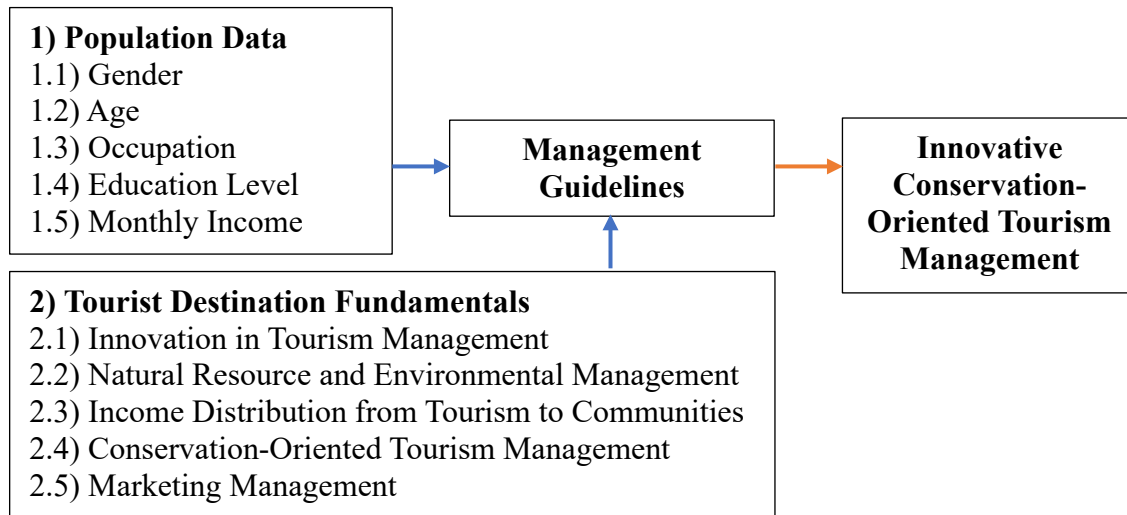 1) Population Data
1.1) Gender
1.2) Age
1.3) Occupation
1.4) Education Level
1.5) Monthly Income
Management
Guidelines
Innovative
Conservation-
Oriented Tourism
Management
2) Tourist Destination Fundamentals
2.1) Innovation in Tourism Management
2.2) Natural Resource and Environmental Management
2.3) Income Distribution from Tourism to Communities
2.4) Conservation-Oriented Tourism Management
2.5) Marketing Management